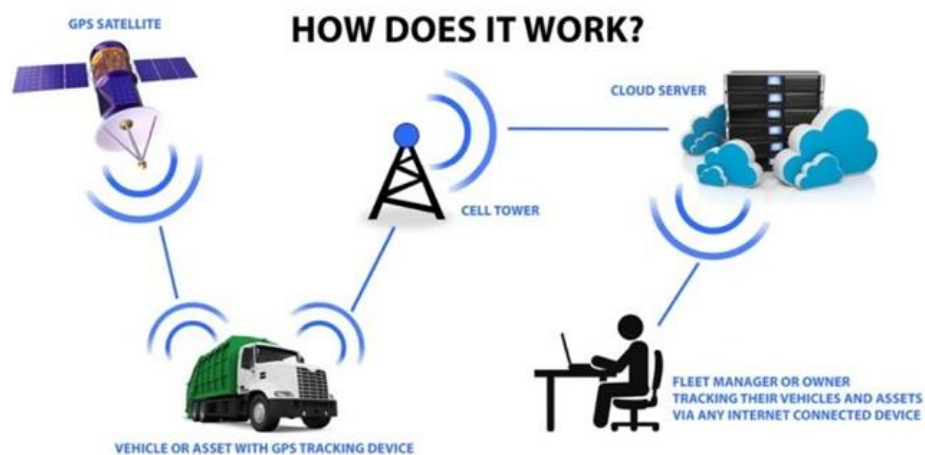 HOW DOES IT WORK?
GPS SATELLITE
CLOUD SERVER
CELL TOWER
VEHICLE OR ASSET WITH GPS TRACKING DEVICE
FLEET MANAGER OR OWNER
TRACKING THEIR VEHICLES AND ASSETS
VIA ANY INTERNET CONNECTED DEVICE